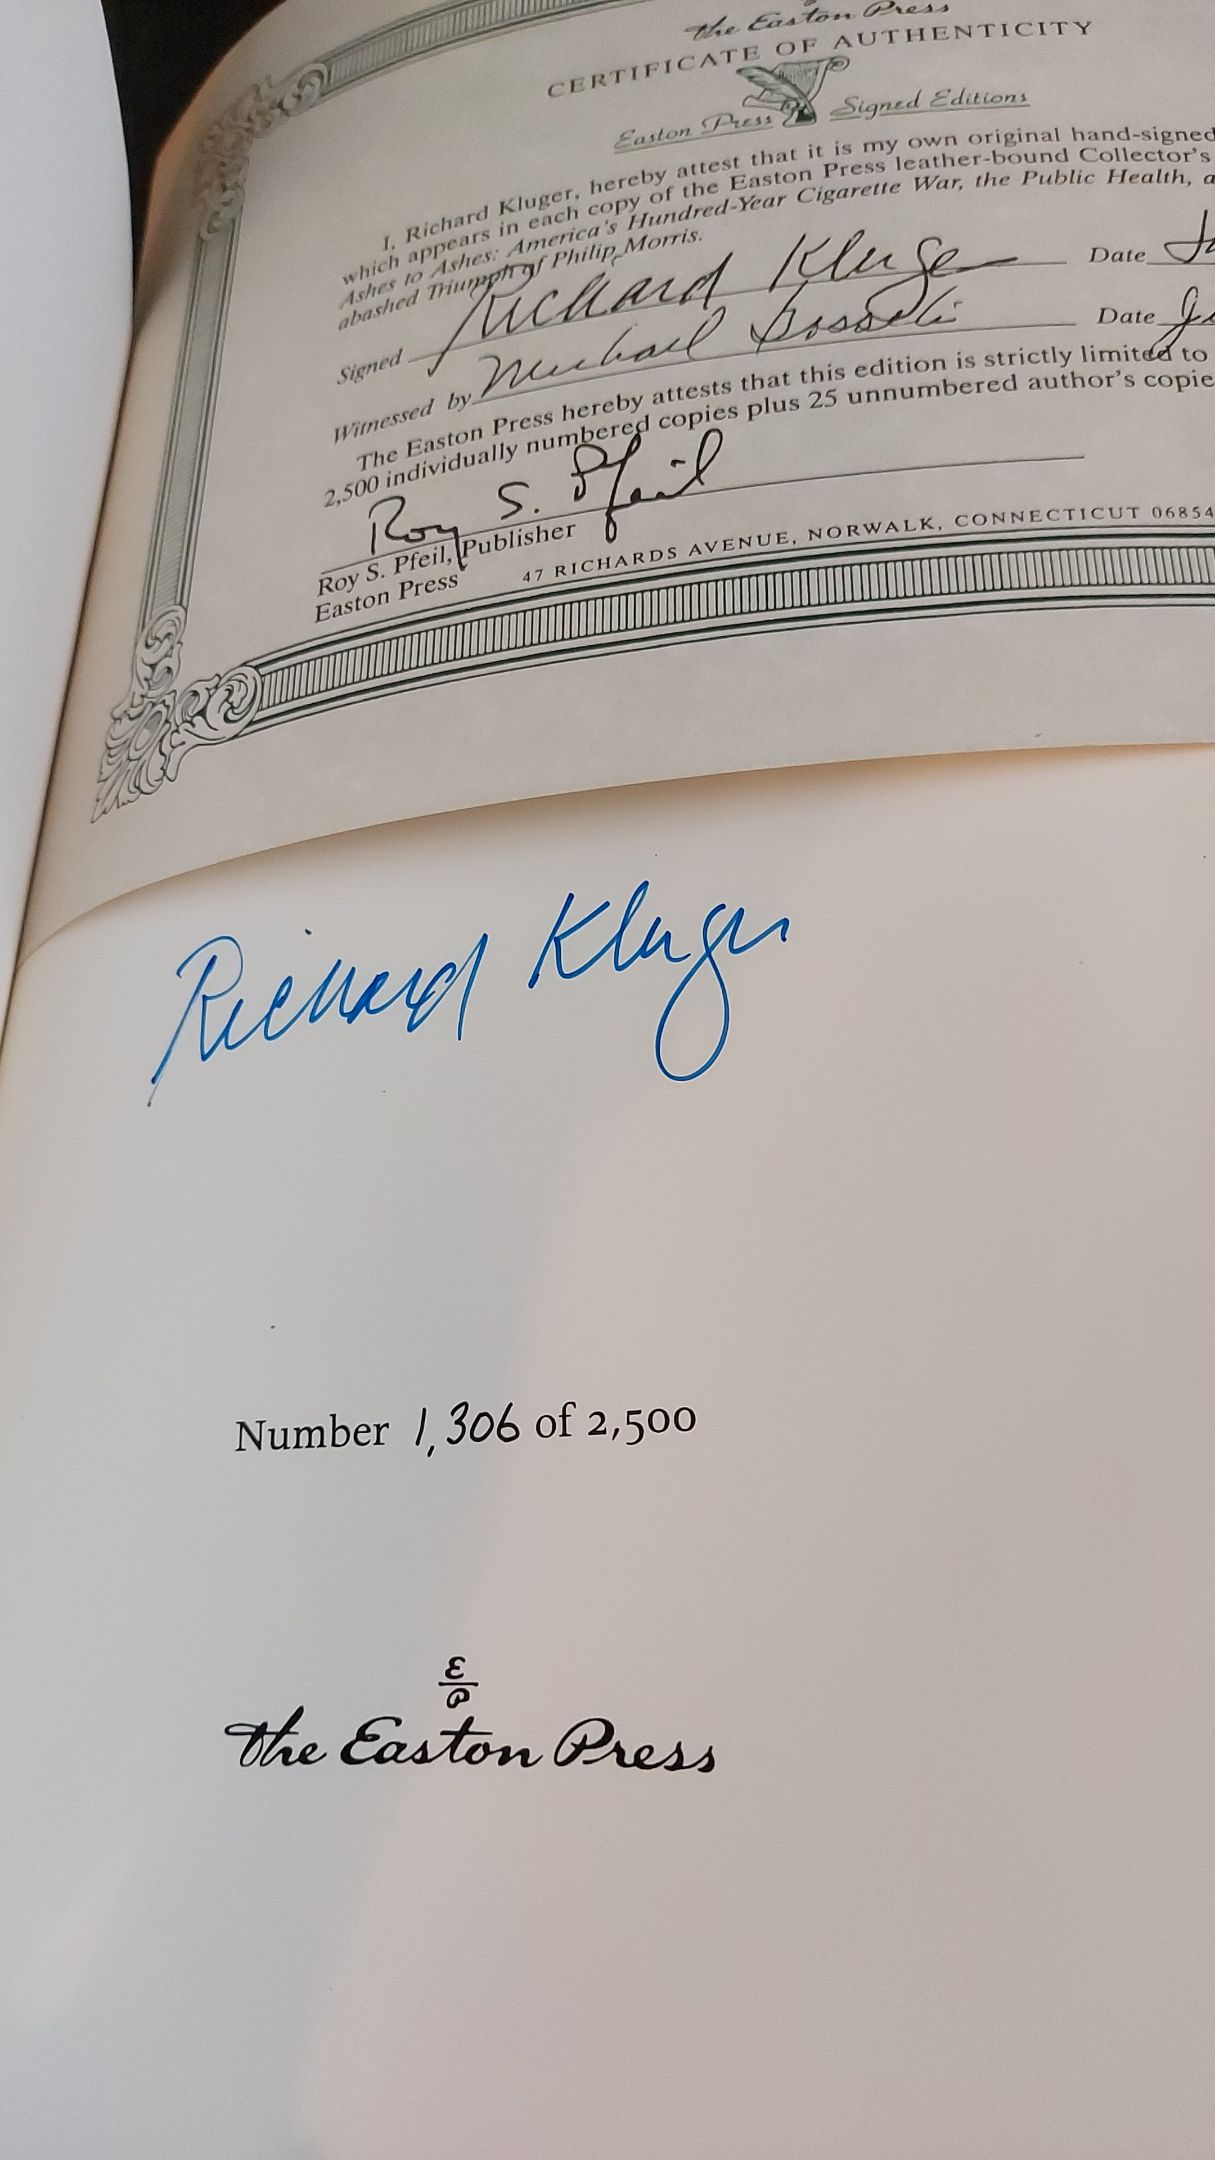 the Easton Press
CERTIFICATE OF AUTHENTICITY
Easton Press Signed Editions
I, Richard Kluger, hereby attest that it is my own original hand-signed
which appears in each copy of the Easton Press leather-bound Collector's
Ashes to Ashes: America's Hundred-Year Cigarette War, the Public Health, a
abashed Triumph of Philip Morris.
Signed Richard Kluger Date
Witnessed by Michael Date
The Easton Press hereby attests that this edition is strictly limited to
2,500 individually numbered copies plus 25 unnumbered author's copie
Roy S. Pfeil
Roy S. Pfeil, Publisher
Easton Press 47 RICHARDS AVENUE, NORWALK, CONNECTICUT 06854
Richard Kluger
Number 1,306 of 2,500
E
P
the Easton Press